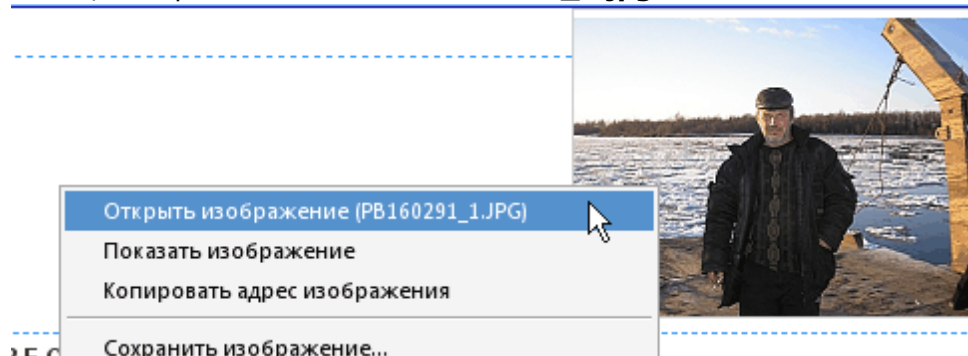 Открыть изображение (PB160291_1.JPG)
Показать изображение
Копировать адрес изображения
Сохранить изображение...